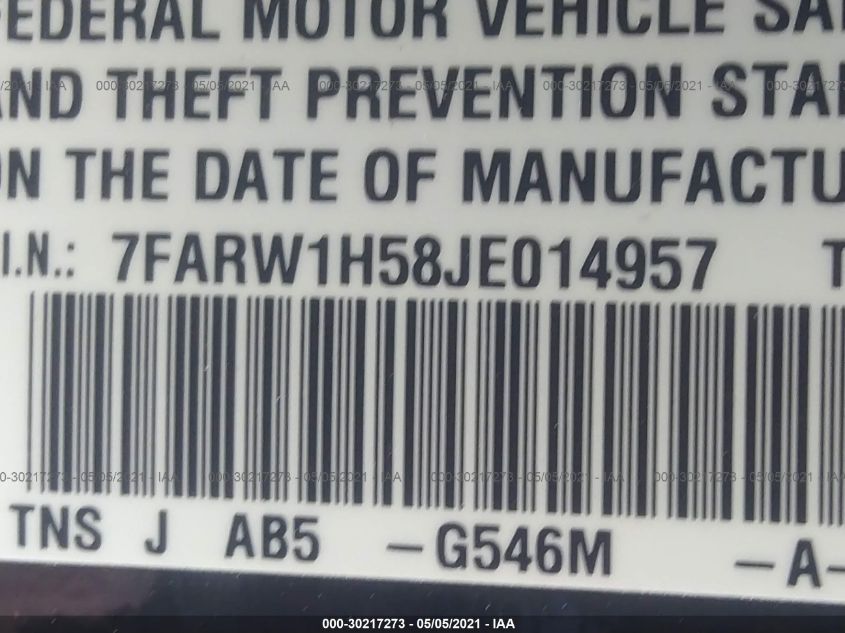 FEDERAL MOTOR VEHICLE SA
AND THEFT PREVENTION STA
ON THE DATE OF MANUFACTU
I.N.: 7FARW1H58JE014957 T
TNS J AB5 -G546M -A-
000-30217273 - 05/05/2021 - IAA